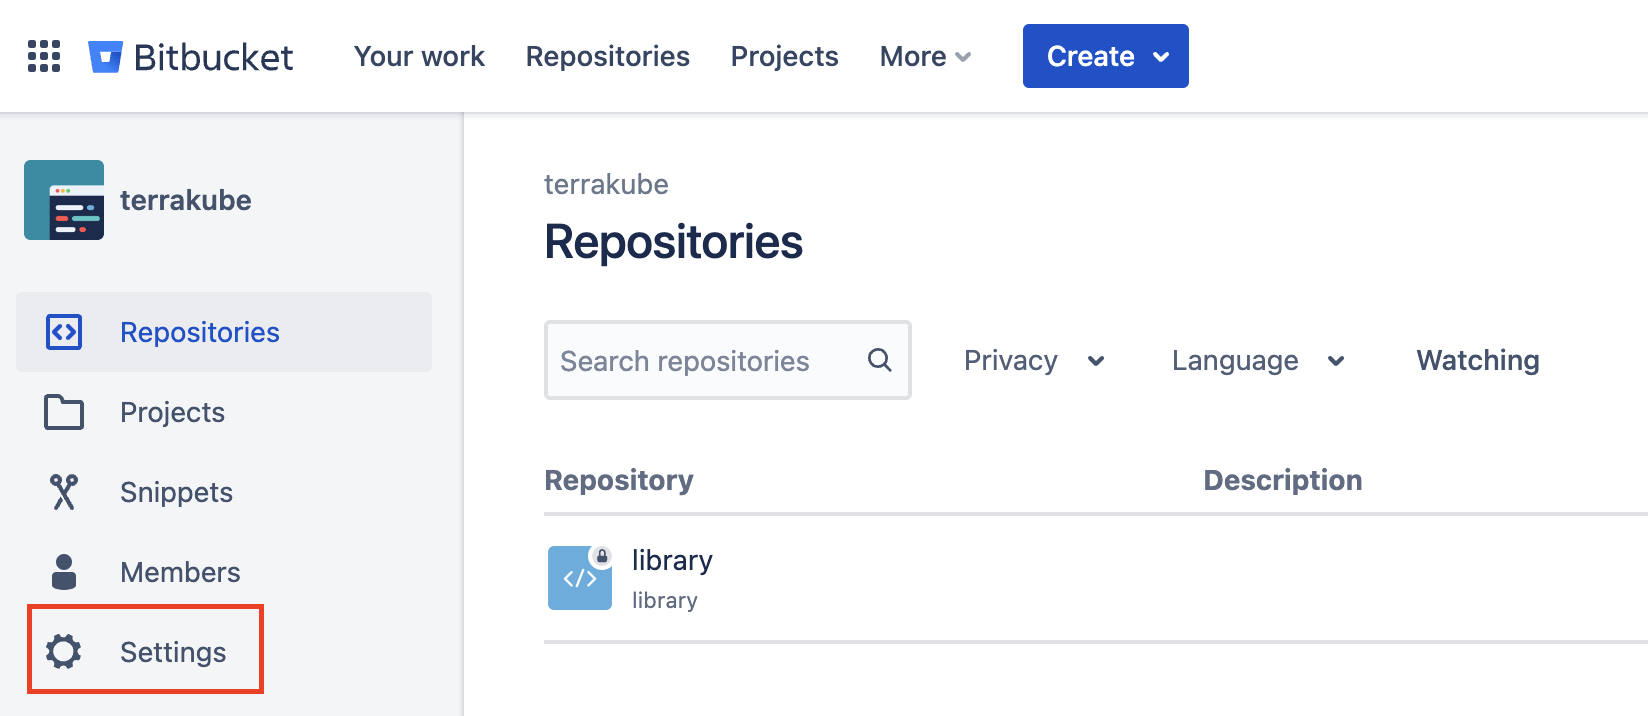 Bitbucket Your work Repositories Projects More Create
terrakube
Repositories
Projects
Snippets
Members
Settings
terrakube
Repositories
Search repositories Privacy Language Watching
Repository Description
library
library